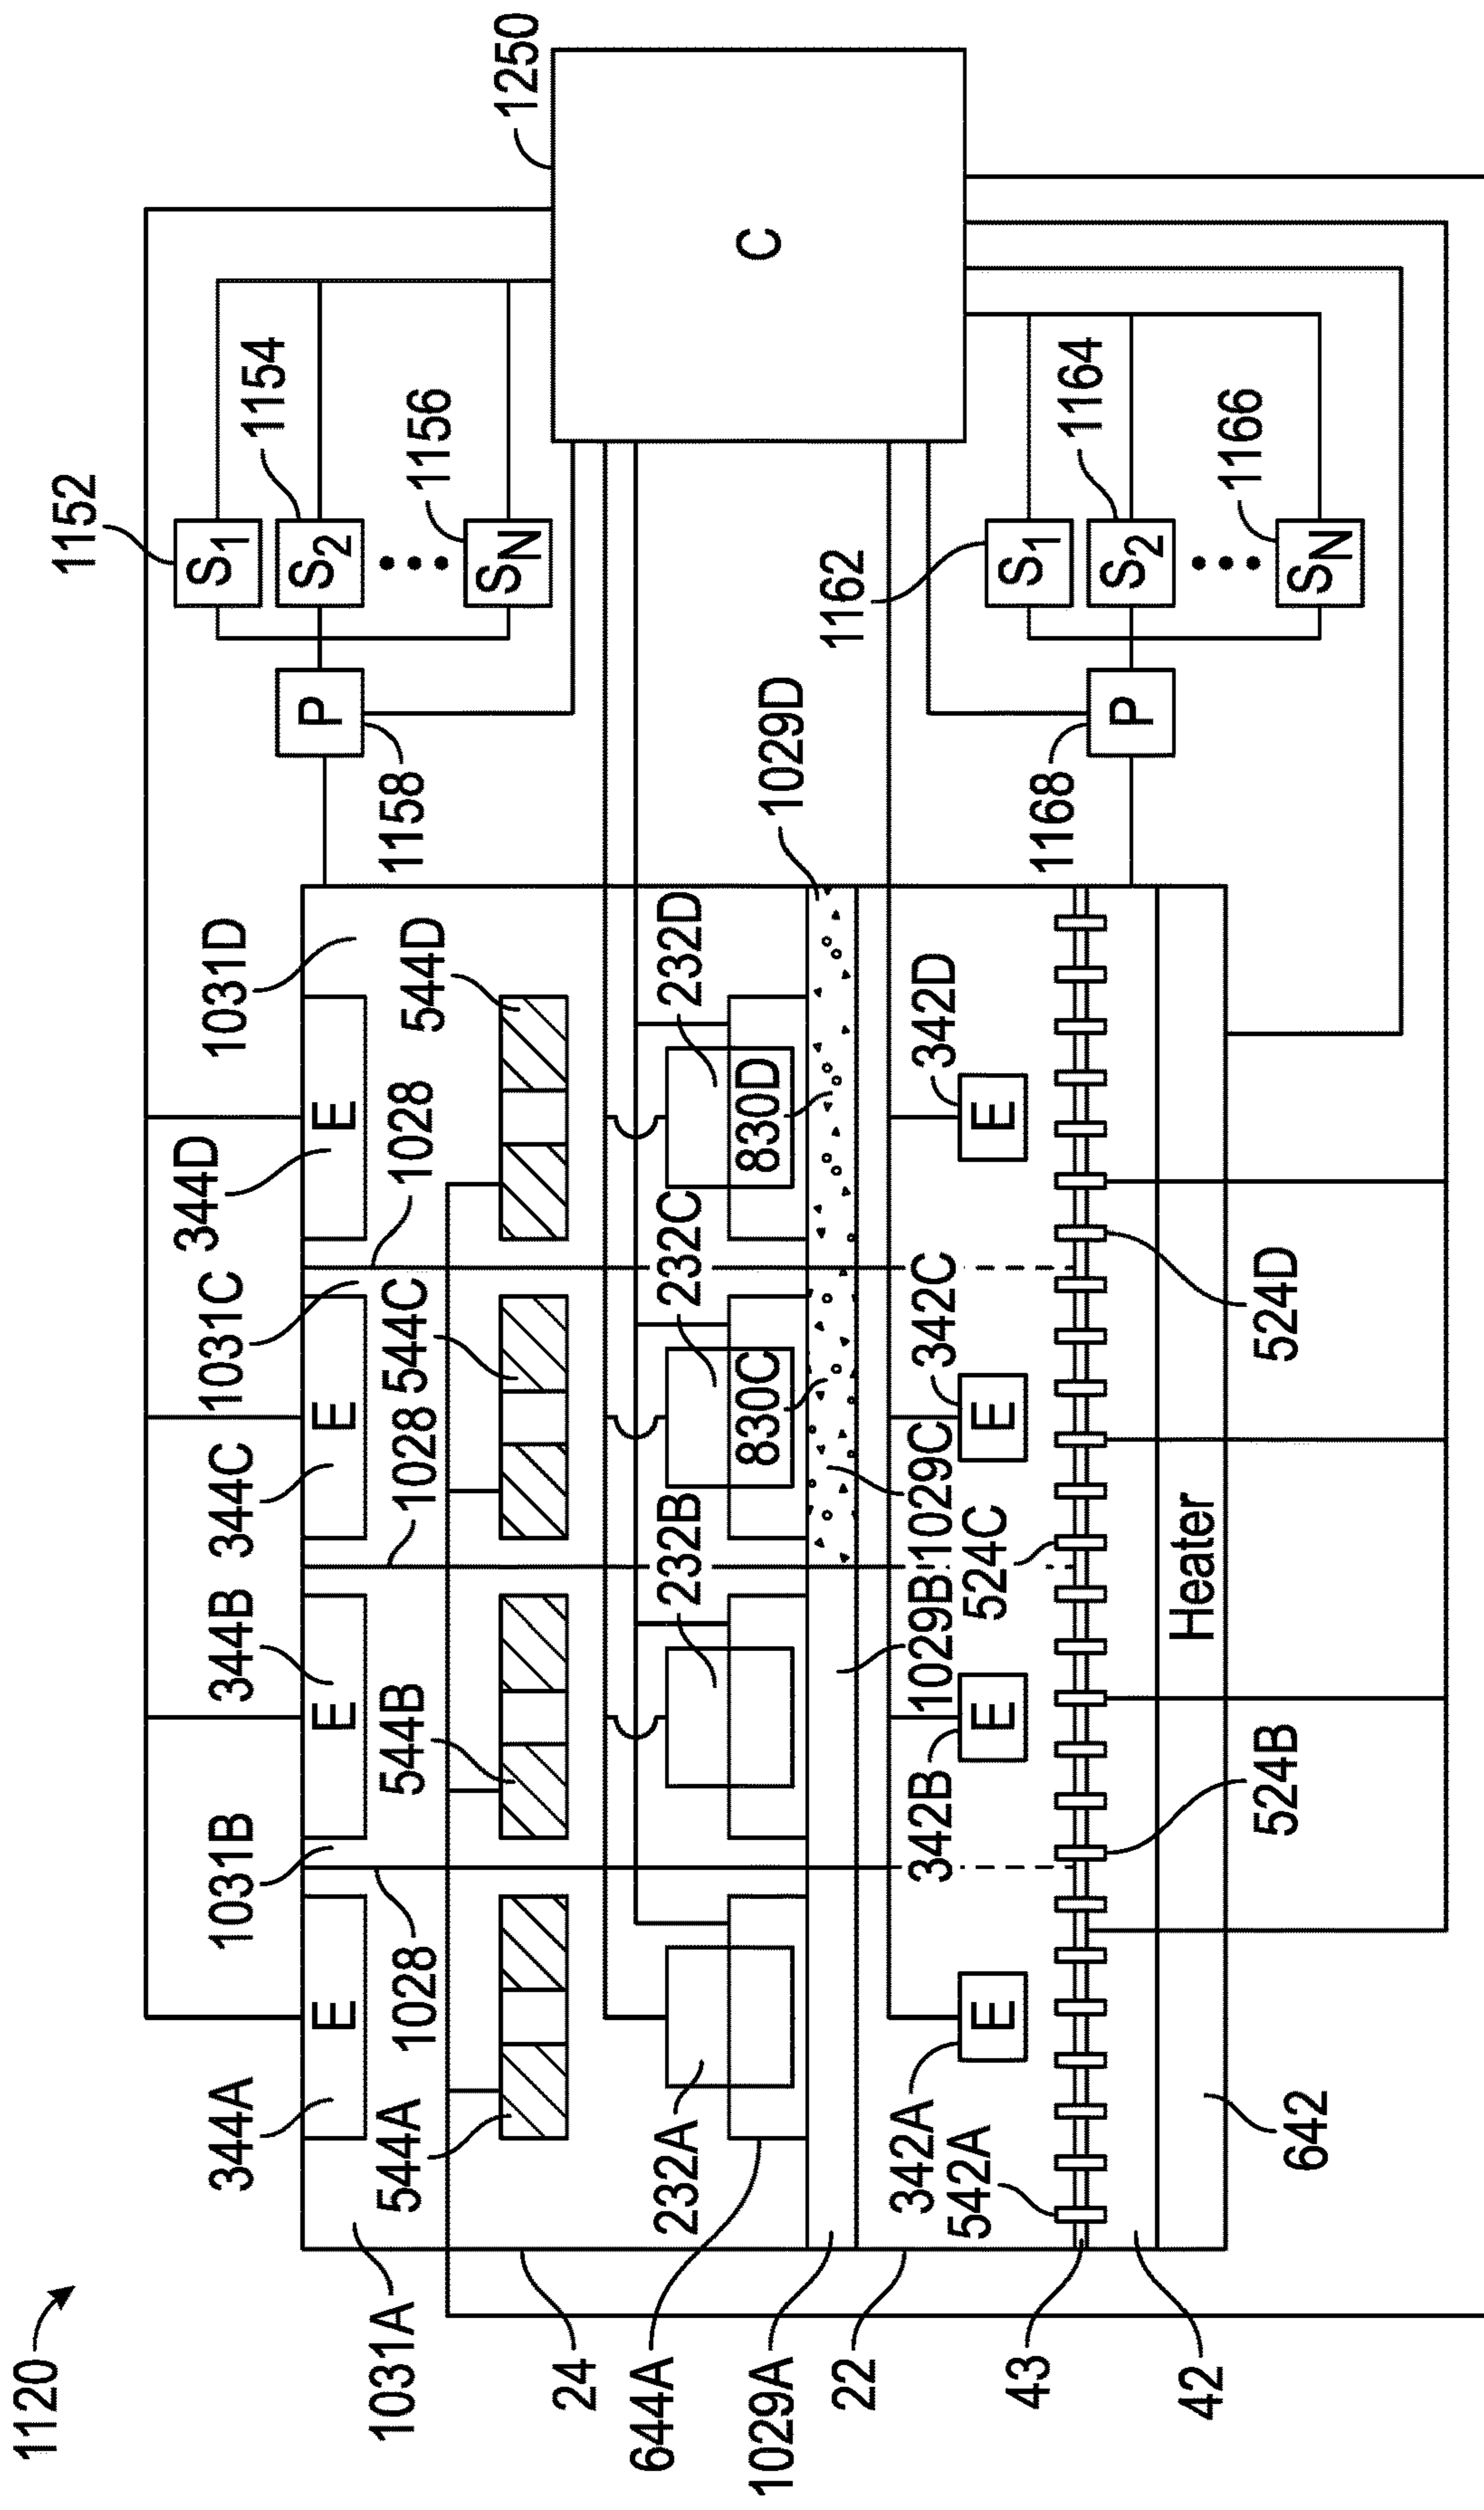 1120
1152
1250
1154
1156
C
S1
S2
SN
P
1158
1031D
344D
544D
1028
1031C
344C
544C
1028
344B
1031B
544B
1028
344A
544A
1031A
E
E
E
E
24
232D
830D
1029D
232C
830C
1029C
232B
1029B
232A
644A
1029A
22
1162
1164
1166
S1
S2
SN
P
1168
342D
342C
342B
342A
E
E
E
E
524D
524C
524B
542A
43
Heater
42
642